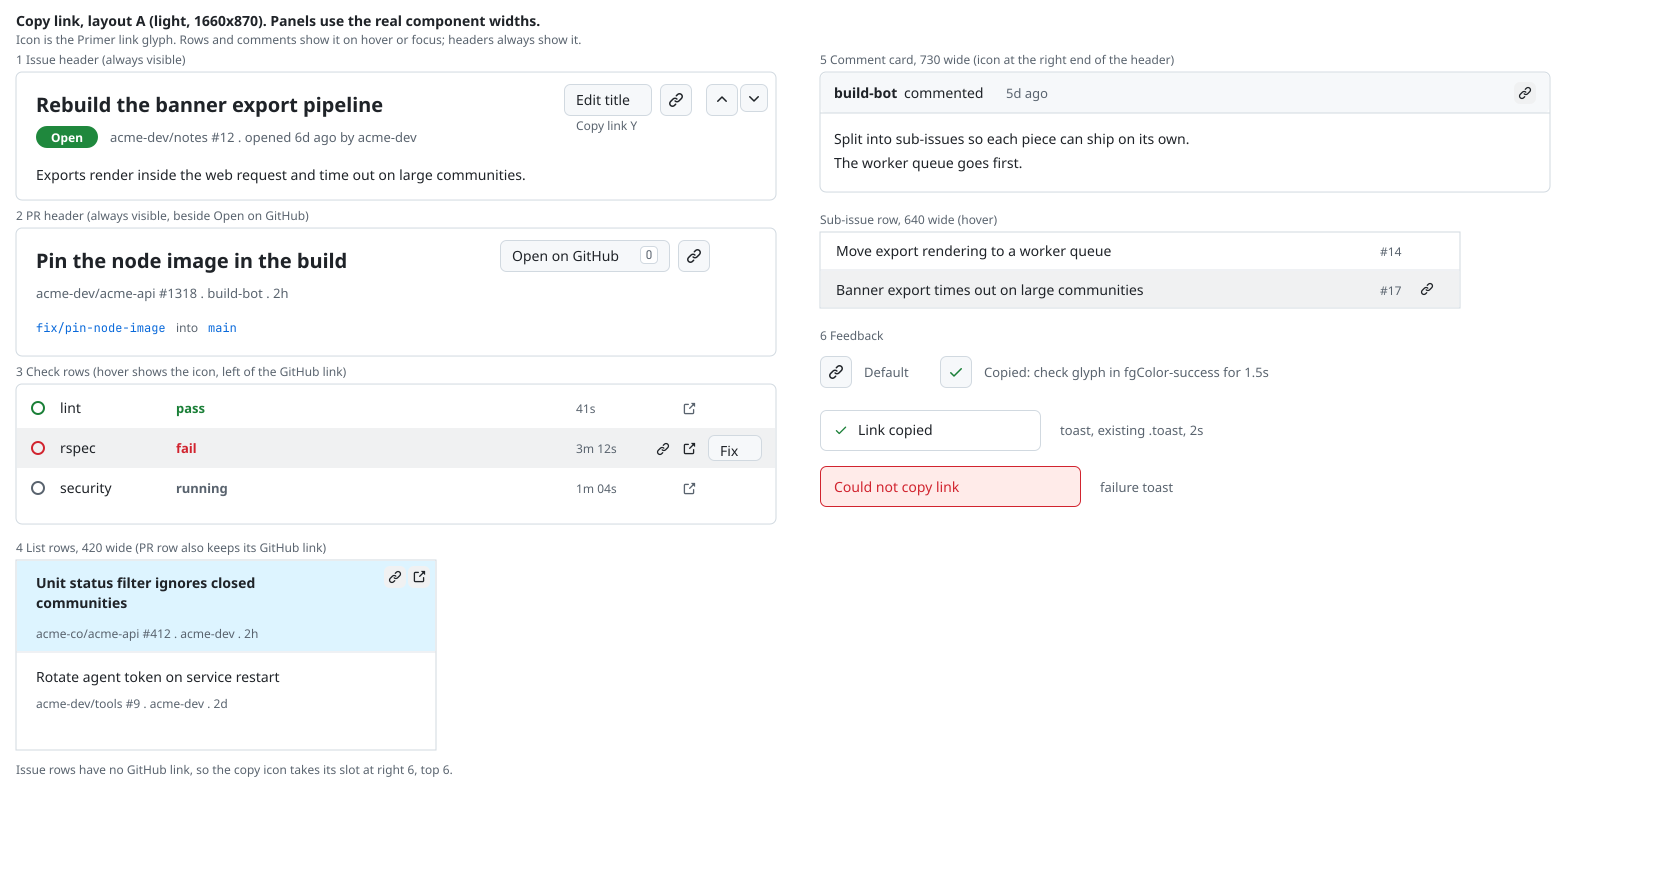 Copy link, layout A (light, 1660x870). Panels use the real component widths.
Icon is the Primer link glyph. Rows and comments show it on hover or focus; headers always show it.
1 Issue header (always visible)
Rebuild the banner export pipeline
Edit title
Copy link Y
Open acme-dev/notes #12 . opened 6d ago by acme-dev
Exports render inside the web request and time out on large communities.
2 PR header (always visible, beside Open on GitHub)
Pin the node image in the build
Open on GitHub 0
acme-dev/acme-api #1318 . build-bot . 2h
fix/pin-node-image into main
3 Check rows (hover shows the icon, left of the GitHub link)
lint pass 41s
rspec fail 3m 12s Fix
security running 1m 04s
4 List rows, 420 wide (PR row also keeps its GitHub link)
Unit status filter ignores closed
communities
acme-co/acme-api #412 . acme-dev . 2h
Rotate agent token on service restart
acme-dev/tools #9 . acme-dev . 2d
Issue rows have no GitHub link, so the copy icon takes its slot at right 6, top 6.
5 Comment card, 730 wide (icon at the right end of the header)
build-bot commented 5d ago
Split into sub-issues so each piece can ship on its own.
The worker queue goes first.
Sub-issue row, 640 wide (hover)
Move export rendering to a worker queue #14
Banner export times out on large communities #17
6 Feedback
Default
Copied: check glyph in fgColor-success for 1.5s
Link copied
toast, existing .toast, 2s
Could not copy link
failure toast